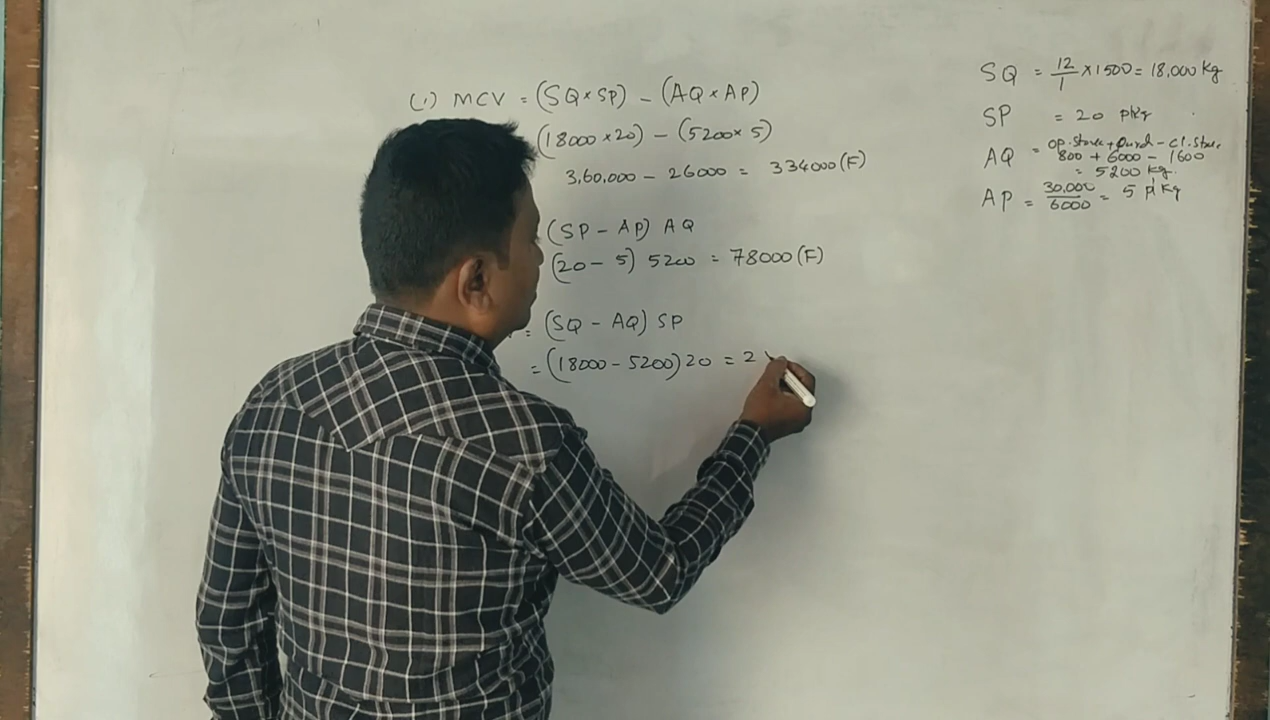 (1) MCV = (SQ × SP) – (AQ × AP)
(18000 × 20) – (5200 × 5)
3,60,000 – 26000 = 334000 (F)
(SP – AP) AQ
(20 – 5) 5200 = 78000 (F)
= (SQ – AQ) SP
= (18000 – 5200) 20 = 2
SQ = 12/1 × 1500 = 18,000 kg
SP = 20 p/kg
AQ = op. stock + purd – cl. stock
800 + 6000 – 1600
= 5200 kg.
AP = 30,000/6000 = 5 p/kg